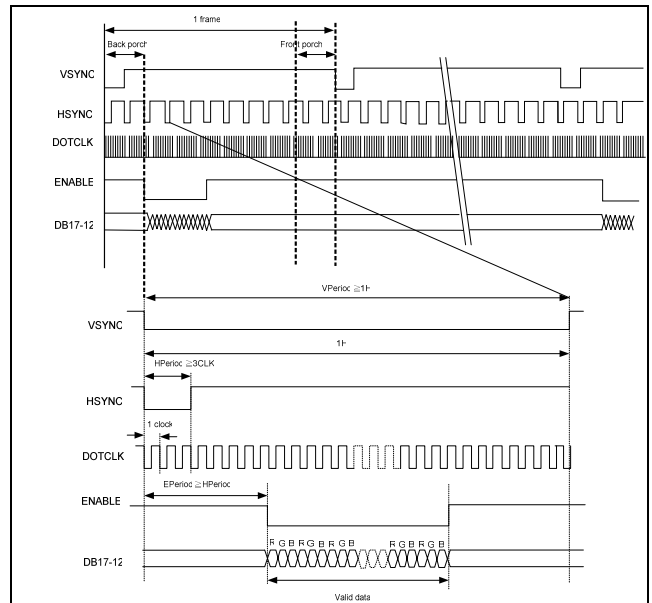 1 frame
Back porch
Front porch
VSYNC
HSYNC
DOTCLK
ENABLE
DB17-12
VPeriod ≧1H
VSYNC
1H
HPeriod ≧3CLK
HSYNC
1 clock
DOTCLK
EPeriod ≧HPeriod
ENABLE
R G B R G B R G B R G B R G B
DB17-12
Valid data